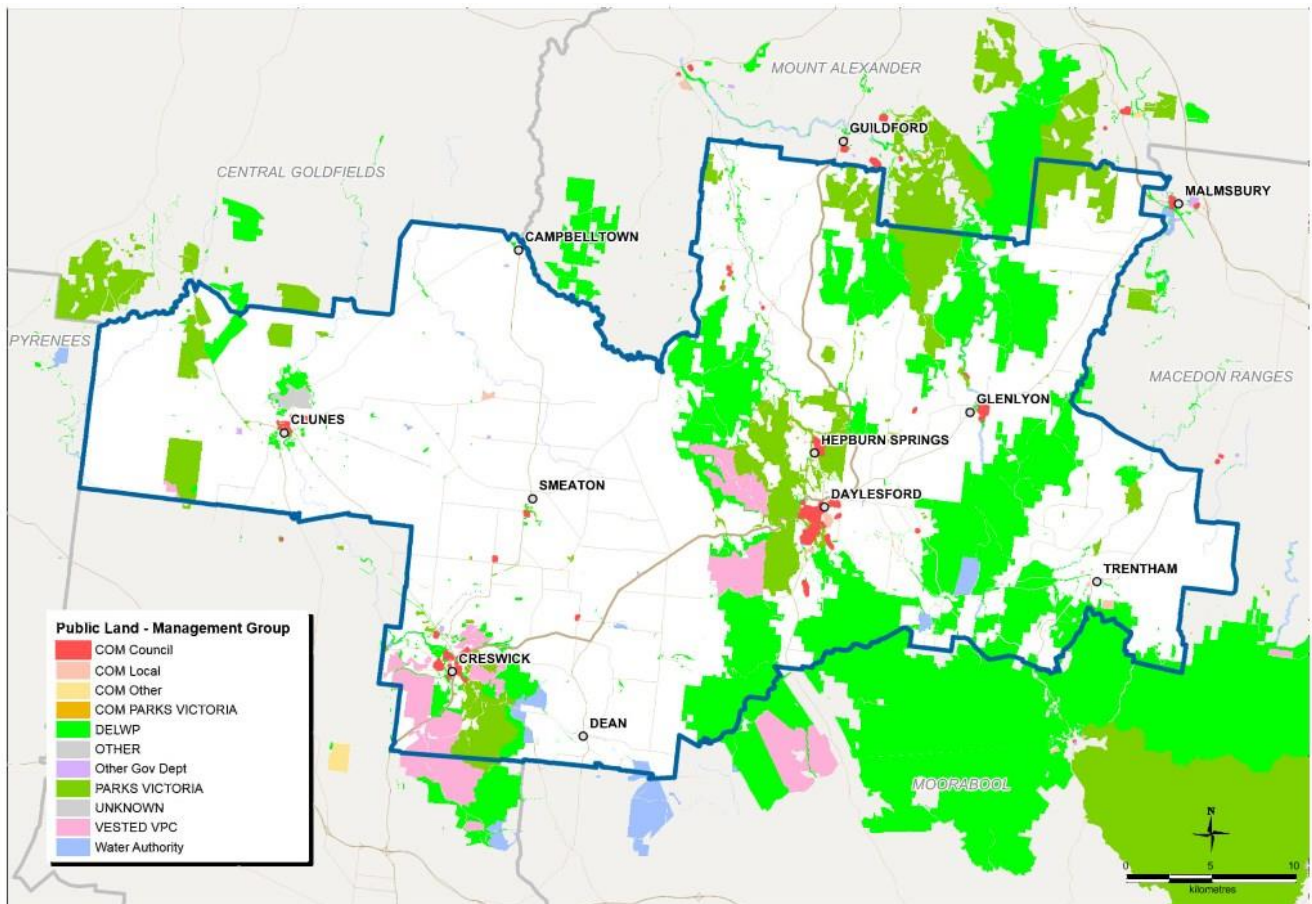 MOUNT ALEXANDER
GUILDFORD
CENTRAL GOLDFIELDS
MALMSBURY
CAMPBELLTOWN
PYRENEES
MACEDON RANGES
GLENLYON
CLUNES
HEPBURN SPRINGS
SMEATON
DAYLESFORD
TRENTHAM
CRESWICK
DEAN
MOORABOOL
Public Land - Management Group
COM Council
COM Local
COM Other
COM PARKS VICTORIA
DELWP
OTHER
Other Gov Dept
PARKS VICTORIA
UNKNOWN
VESTED VPC
Water Authority
N
0 5 10
kilometres